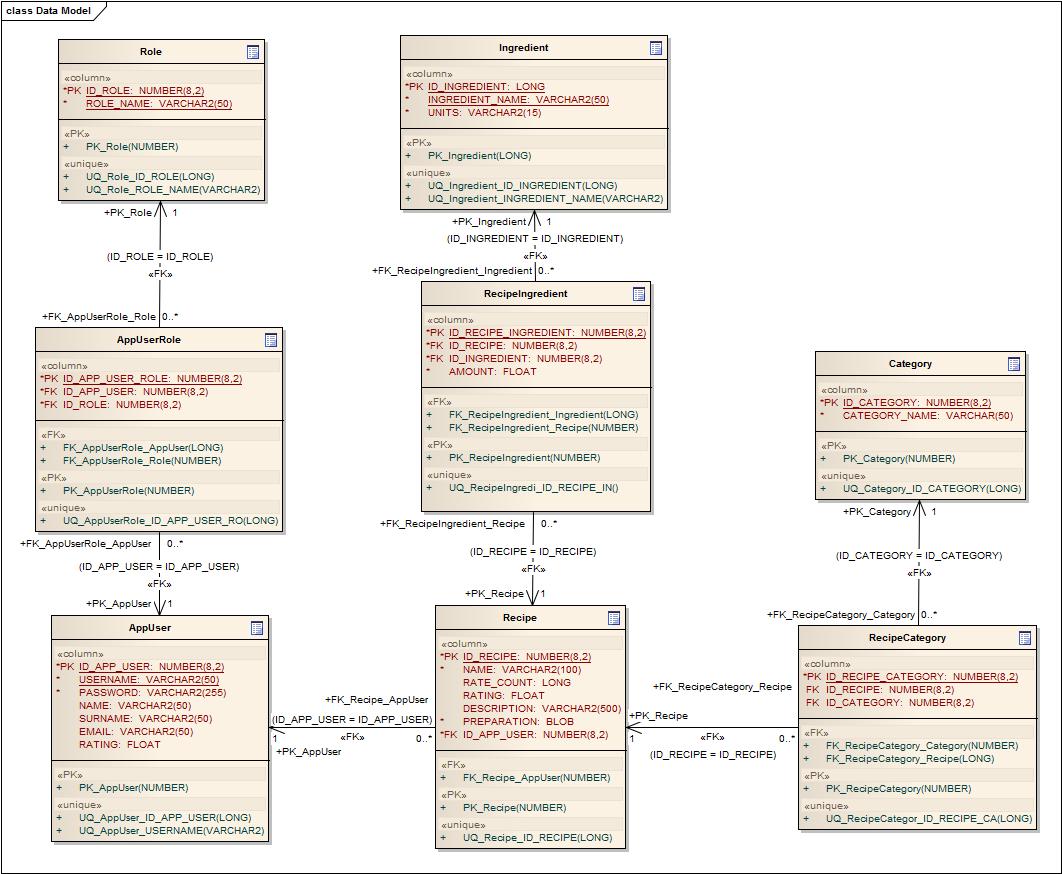 class Data Model
Role
«column»
*PK ID_ROLE: NUMBER(8,2)
* ROLE_NAME: VARCHAR2(50)
«PK»
+ PK_Role(NUMBER)
«unique»
+ UQ_Role_ID_ROLE(LONG)
+ UQ_Role_ROLE_NAME(VARCHAR2)
+PK_Role 1
(ID_ROLE = ID_ROLE)
«FK»
+FK_AppUserRole_Role 0..*
AppUserRole
«column»
*PK ID_APP_USER_ROLE: NUMBER(8,2)
*FK ID_APP_USER: NUMBER(8,2)
*FK ID_ROLE: NUMBER(8,2)
«FK»
+ FK_AppUserRole_AppUser(LONG)
+ FK_AppUserRole_Role(NUMBER)
«PK»
+ PK_AppUserRole(NUMBER)
«unique»
+ UQ_AppUserRole_ID_APP_USER_RO(LONG)
+FK_AppUserRole_AppUser 0..*
(ID_APP_USER = ID_APP_USER)
«FK»
+PK_AppUser 1
AppUser
«column»
*PK ID_APP_USER: NUMBER(8,2)
* USERNAME: VARCHAR2(50)
* PASSWORD: VARCHAR2(255)
NAME: VARCHAR2(50)
SURNAME: VARCHAR2(50)
EMAIL: VARCHAR2(50)
RATING: FLOAT
«PK»
+ PK_AppUser(NUMBER)
«unique»
+ UQ_AppUser_ID_APP_USER(LONG)
+ UQ_AppUser_USERNAME(VARCHAR2)
Ingredient
«column»
*PK ID_INGREDIENT: LONG
* INGREDIENT_NAME: VARCHAR2(50)
* UNITS: VARCHAR2(15)
«PK»
+ PK_Ingredient(LONG)
«unique»
+ UQ_Ingredient_ID_INGREDIENT(LONG)
+ UQ_Ingredient_INGREDIENT_NAME(VARCHAR2)
+PK_Ingredient 1
(ID_INGREDIENT = ID_INGREDIENT)
«FK»
+FK_RecipeIngredient_Ingredient 0..*
RecipeIngredient
«column»
*PK ID_RECIPE_INGREDIENT: NUMBER(8,2)
*FK ID_RECIPE: NUMBER(8,2)
*FK ID_INGREDIENT: NUMBER(8,2)
* AMOUNT: FLOAT
«FK»
+ FK_RecipeIngredient_Ingredient(LONG)
+ FK_RecipeIngredient_Recipe(NUMBER)
«PK»
+ PK_RecipeIngredient(NUMBER)
«unique»
+ UQ_RecipeIngredi_ID_RECIPE_IN()
+FK_RecipeIngredient_Recipe 0..*
(ID_RECIPE = ID_RECIPE)
«FK»
+PK_Recipe 1
Recipe
«column»
*PK ID_RECIPE: NUMBER(8,2)
* NAME: VARCHAR2(100)
RATE_COUNT: LONG
RATING: FLOAT
DESCRIPTION: VARCHAR2(500)
* PREPARATION: BLOB
*FK ID_APP_USER: NUMBER(8,2)
«FK»
+ FK_Recipe_AppUser(NUMBER)
«PK»
+ PK_Recipe(NUMBER)
«unique»
+ UQ_Recipe_ID_RECIPE(LONG)
+FK_Recipe_AppUser
(ID_APP_USER = ID_APP_USER)
1 «FK» 0..*
+PK_AppUser
Category
«column»
*PK ID_CATEGORY: NUMBER(8,2)
* CATEGORY_NAME: VARCHAR(50)
«PK»
+ PK_Category(NUMBER)
«unique»
+ UQ_Category_ID_CATEGORY(LONG)
+PK_Category 1
(ID_CATEGORY = ID_CATEGORY)
«FK»
+FK_RecipeCategory_Category 0..*
RecipeCategory
«column»
*PK ID_RECIPE_CATEGORY: NUMBER(8,2)
FK ID_RECIPE: NUMBER(8,2)
FK ID_CATEGORY: NUMBER(8,2)
«FK»
+ FK_RecipeCategory_Category(NUMBER)
+ FK_RecipeCategory_Recipe(LONG)
«PK»
+ PK_RecipeCategory(NUMBER)
«unique»
+ UQ_RecipeCategor_ID_RECIPE_CA(LONG)
+FK_RecipeCategory_Recipe
+PK_Recipe
1 «FK» 0..*
(ID_RECIPE = ID_RECIPE)